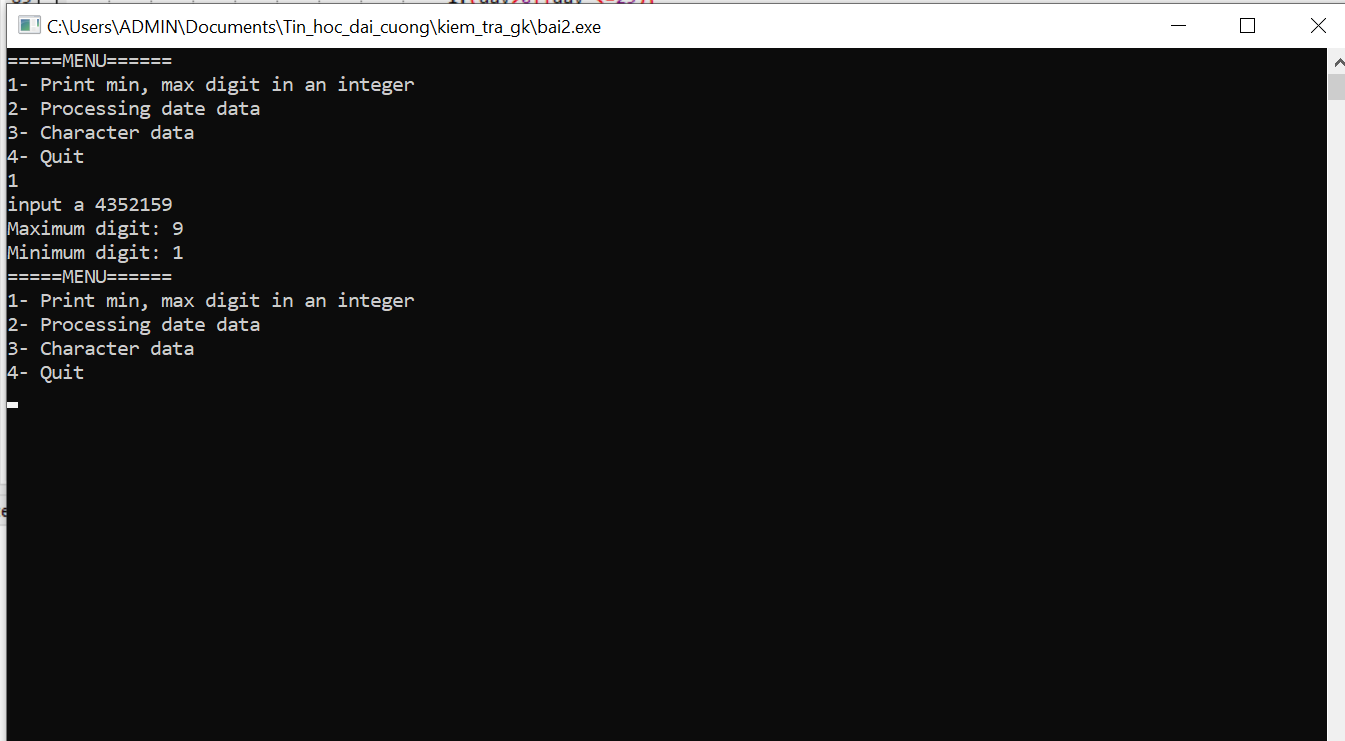 C:\Users\ADMIN\Documents\Tin_hoc_dai_cuong\kiem_tra_gk\bai2.exe
=====MENU======
1- Print min, max digit in an integer
2- Processing date data
3- Character data
4- Quit
1
input a 4352159
Maximum digit: 9
Minimum digit: 1
=====MENU======
1- Print min, max digit in an integer
2- Processing date data
3- Character data
4- Quit